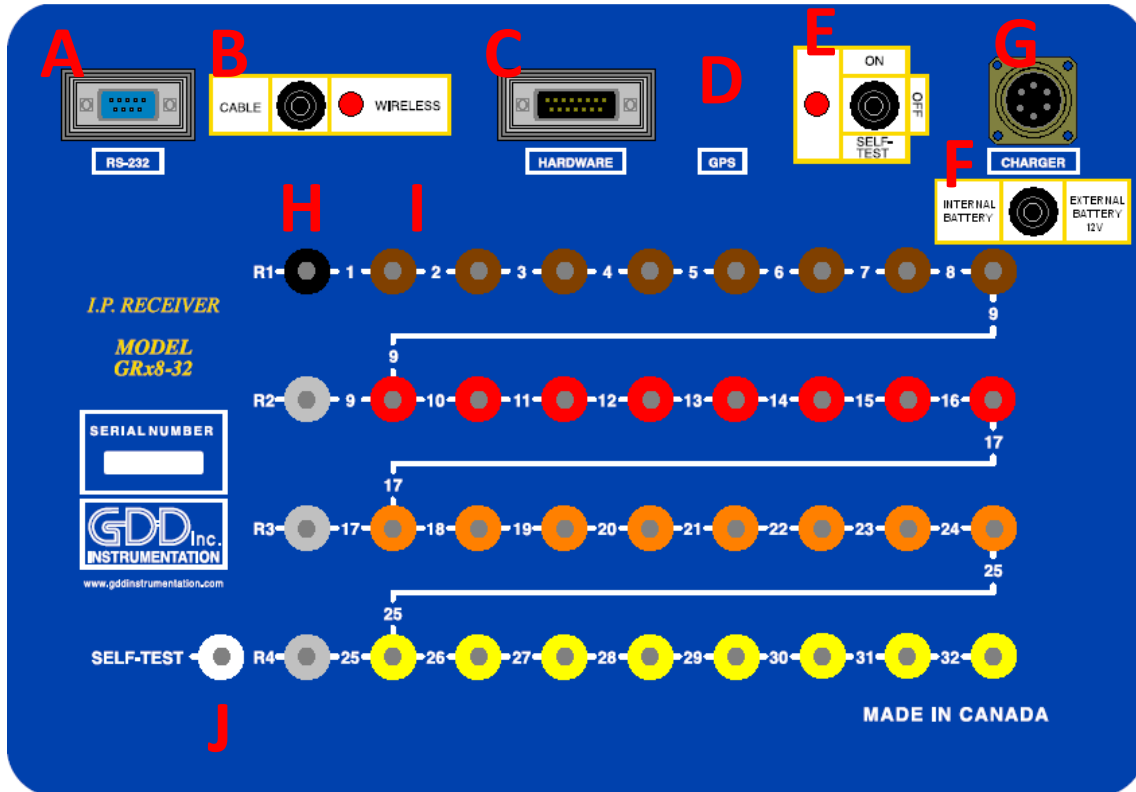 A B C D E G
ON
CABLE WIRELESS OFF
SELF-
TEST
RS-232 HARDWARE GPS CHARGER
F
INTERNAL
BATTERY
EXTERNAL
BATTERY
12V
H I
R1 1 2 3 4 5 6 7 8
9
I.P. RECEIVER
MODEL
GRx8-32
9
R2 9 10 11 12 13 14 15 16
SERIAL NUMBER
17
17
GDD Inc.
INSTRUMENTATION
R3 17 18 19 20 21 22 23 24
www.gddinstrumentation.com
25
25
SELF-TEST R4 25 26 27 28 29 30 31 32
J
MADE IN CANADA